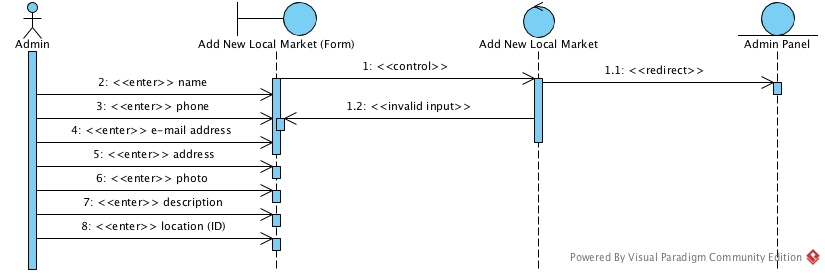 Admin
Add New Local Market (Form)
Add New Local Market
Admin Panel
1: <<control>>
1.1: <<redirect>>
2: <<enter>> name
3: <<enter>> phone
1.2: <<invalid input>>
4: <<enter>> e-mail address
5: <<enter>> address
6: <<enter>> photo
7: <<enter>> description
8: <<enter>> location (ID)
Powered By Visual Paradigm Community Edition